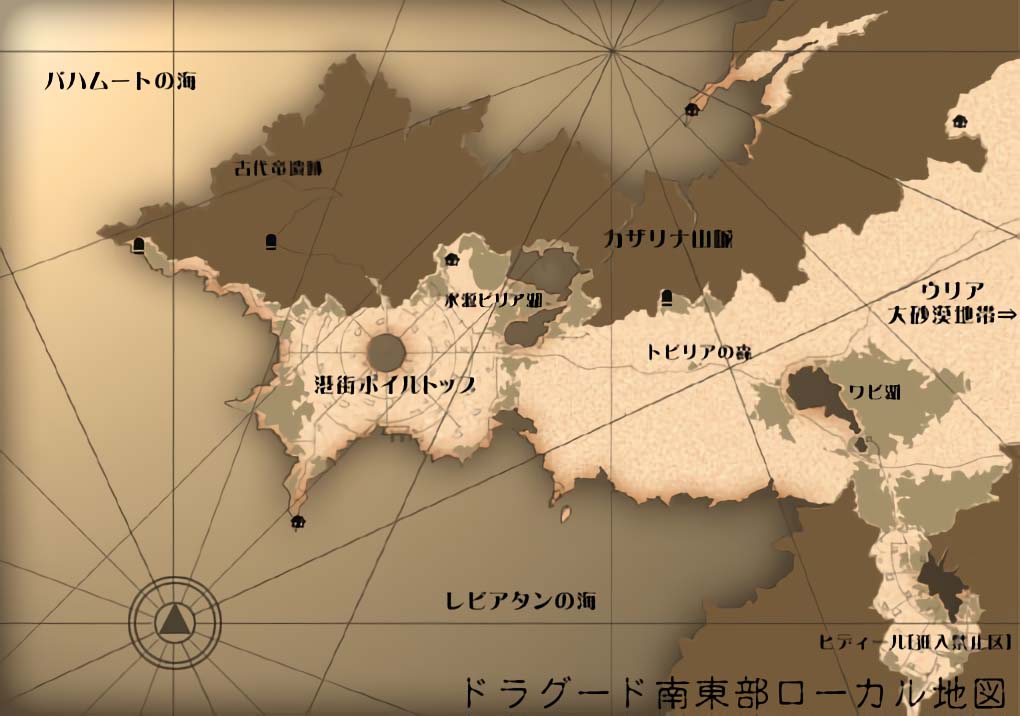 バハムートの海
古代竜遺跡
カザリナ山脈
ウリア
大砂漠地帯⇒
水源ビリア湖
トビリアの森
港街ボイルトップ
ワビ湖
レビアタンの海
ヒディール[進入禁止区]
ドラグード南東部ローカル地図